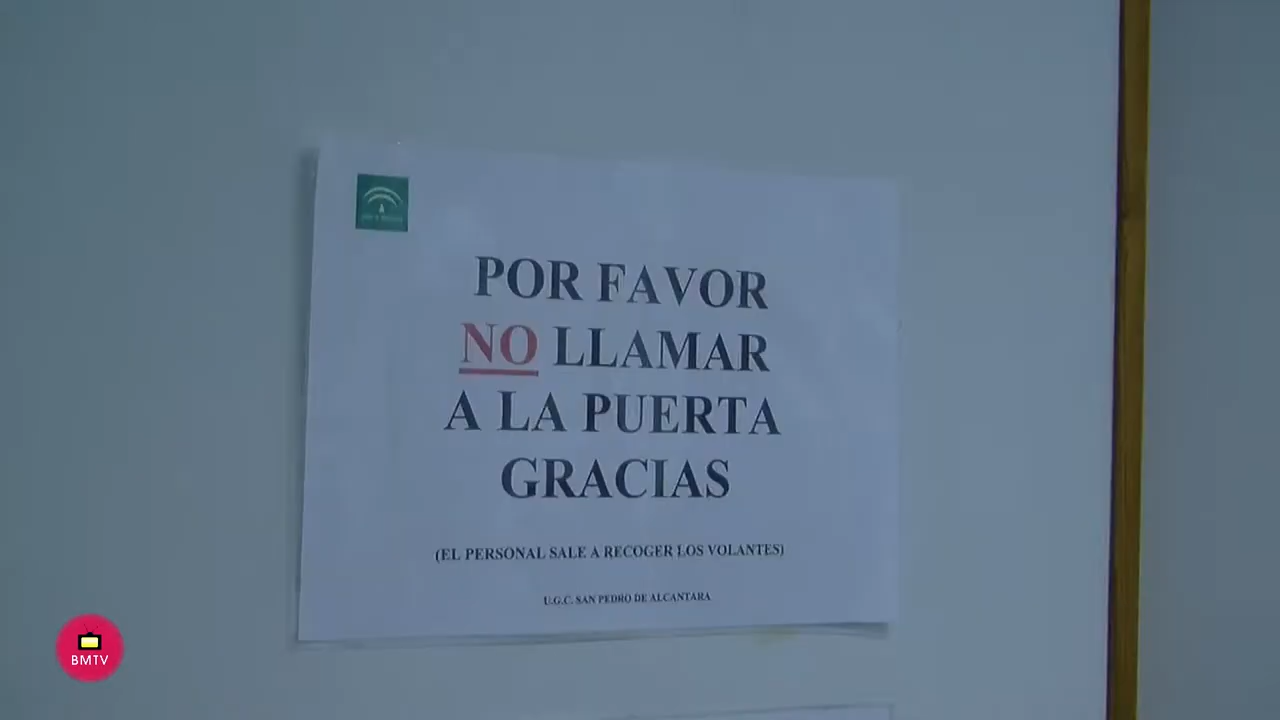 POR FAVOR
NO LLAMAR
A LA PUERTA
GRACIAS
(EL PERSONAL SALE A RECOGER LOS VOLANTES)
U.G.C. SAN PEDRO DE ALCANTARA
BMTV